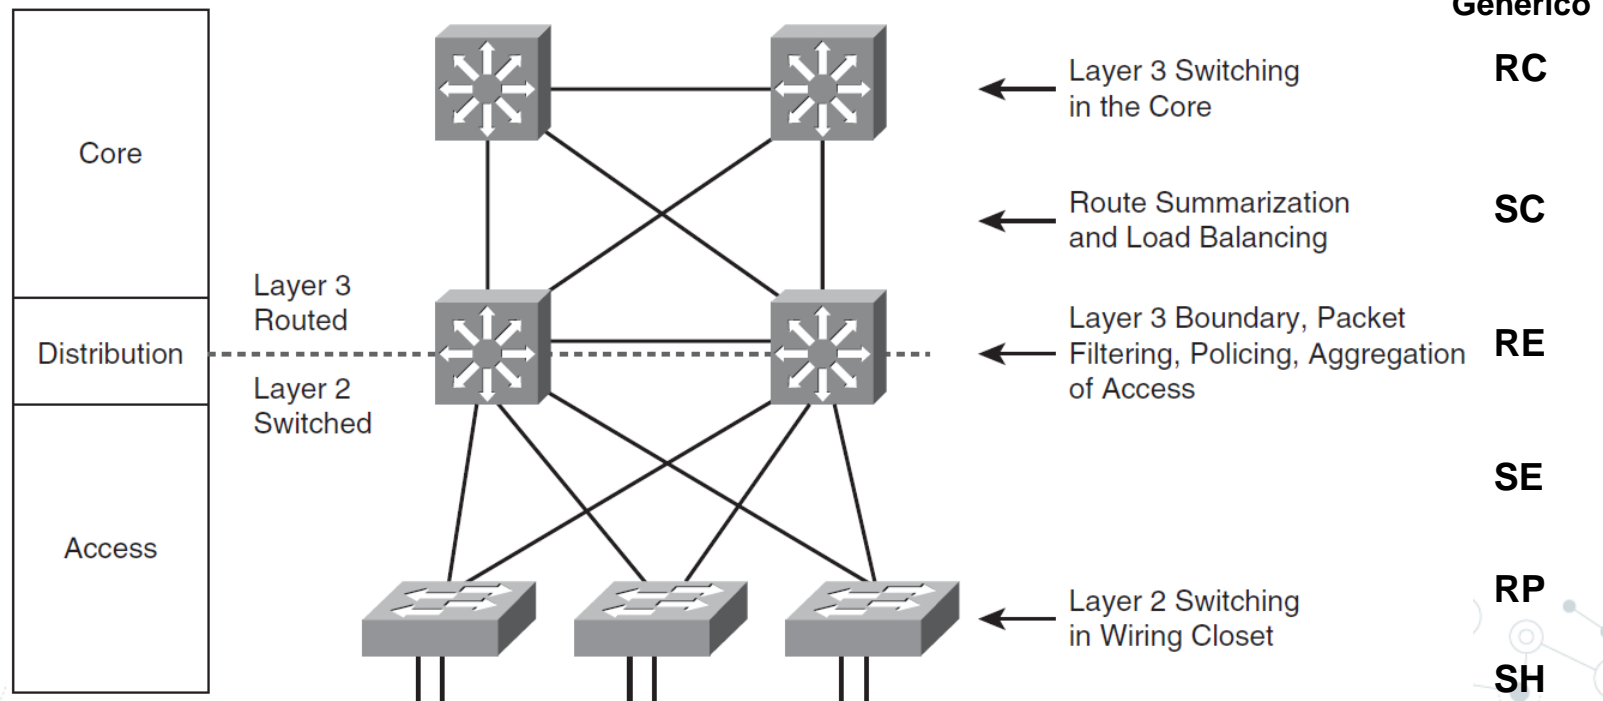 Generico
Core
Distribution
Access
Layer 3
Routed
Layer 2
Switched
Layer 3 Switching
in the Core
Route Summarization
and Load Balancing
Layer 3 Boundary, Packet
Filtering, Policing, Aggregation
of Access
Layer 2 Switching
in Wiring Closet
RC
SC
RE
SE
RP
SH